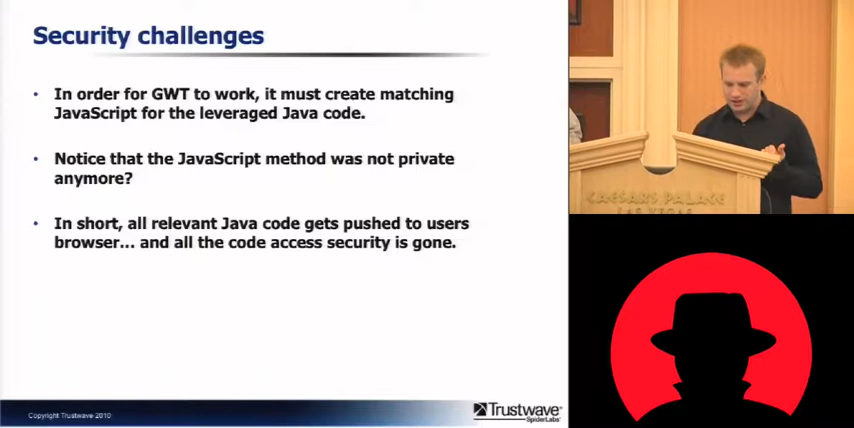 Security challenges
• In order for GWT to work, it must create matching
JavaScript for the leveraged Java code.
• Notice that the JavaScript method was not private
anymore?
• In short, all relevant Java code gets pushed to users
browser... and all the code access security is gone.
Copyright Trustwave 2010
Trustwave®
SpiderLabs®
CAESARS PALACE
LAS VEGAS